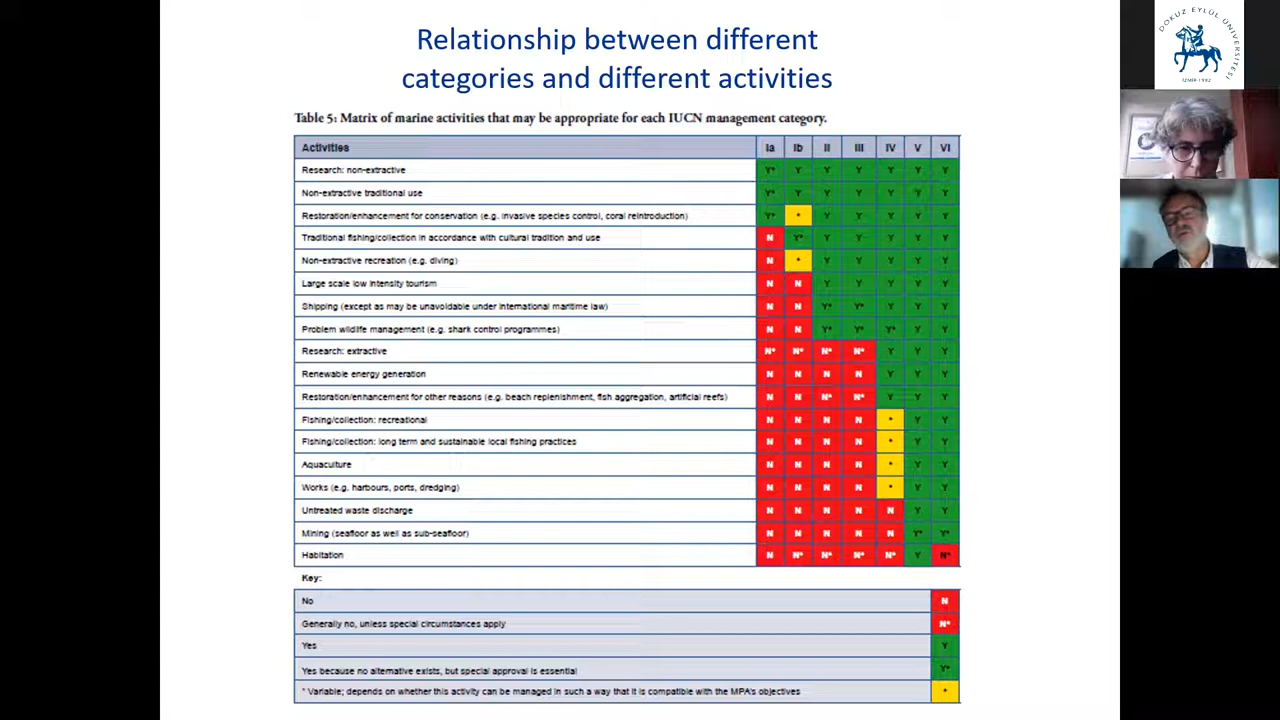 Relationship between different
categories and different activities
Table 5: Matrix of marine activities that may be appropriate for each IUCN management category.
Activities Ia Ib II III IV V VI
Research: non-extractive Y* Y Y Y Y Y Y
Non-extractive traditional use Y* Y Y Y Y Y Y
Restoration/enhancement for conservation (e.g. invasive species control, coral reintroduction) Y* * Y Y Y Y Y
Traditional fishing/collection in accordance with cultural tradition and use N Y* Y Y Y Y Y
Non-extractive recreation (e.g. diving) N * Y Y Y Y Y
Large scale low intensity tourism N N Y Y Y Y Y
Shipping (except as may be unavoidable under international maritime law) N N Y* Y* Y Y Y
Problem wildlife management (e.g. shark control programmes) N N Y* Y* Y* Y Y
Research: extractive N* N* N* N* Y Y Y
Renewable energy generation N N N N Y Y Y
Restoration/enhancement for other reasons (e.g. beach replenishment, fish aggregation, artificial reefs) N N N* N* Y Y Y
Fishing/collection: recreational N N N N * Y Y
Fishing/collection: long term and sustainable local fishing practices N N N N * Y Y
Aquaculture N N N N * Y Y
Works (e.g. harbours, ports, dredging) N N N N * Y Y
Untreated waste discharge N N N N N Y Y
Mining (seafloor as well as sub-seafloor) N N N N N Y* Y*
Habitation N N* N* N* N* Y N*
Key:
No N
Generally no, unless special circumstances apply N*
Yes Y
Yes because no alternative exists, but special approval is essential Y*
* Variable; depends on whether this activity can be managed in such a way that it is compatible with the MPA's objectives *
DOKUZ EYLÜL ÜNİVERSİTESİ
İZMİR-1982